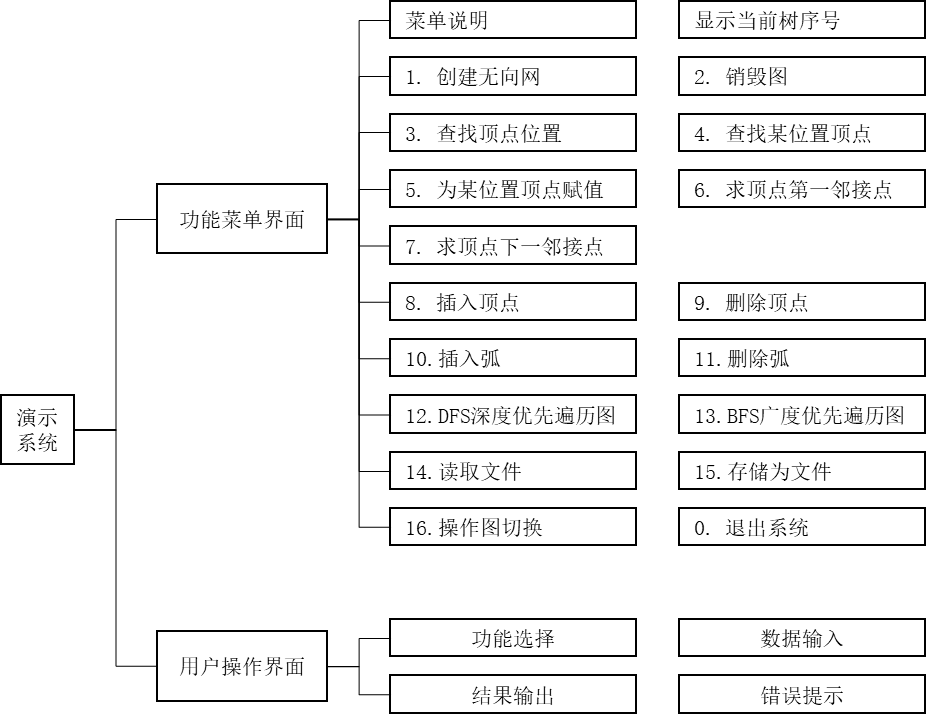 菜单说明
显示当前树序号
1. 创建无向网
2. 销毁图
3. 查找顶点位置
4. 查找某位置顶点
5. 为某位置顶点赋值
6. 求顶点第一邻接点
功能菜单界面
7. 求顶点下一邻接点
8. 插入顶点
9. 删除顶点
10.插入弧
11.删除弧
演示
系统
12.DFS深度优先遍历图
13.BFS广度优先遍历图
14.读取文件
15.存储为文件
16.操作图切换
0. 退出系统
用户操作界面
功能选择
数据输入
结果输出
错误提示